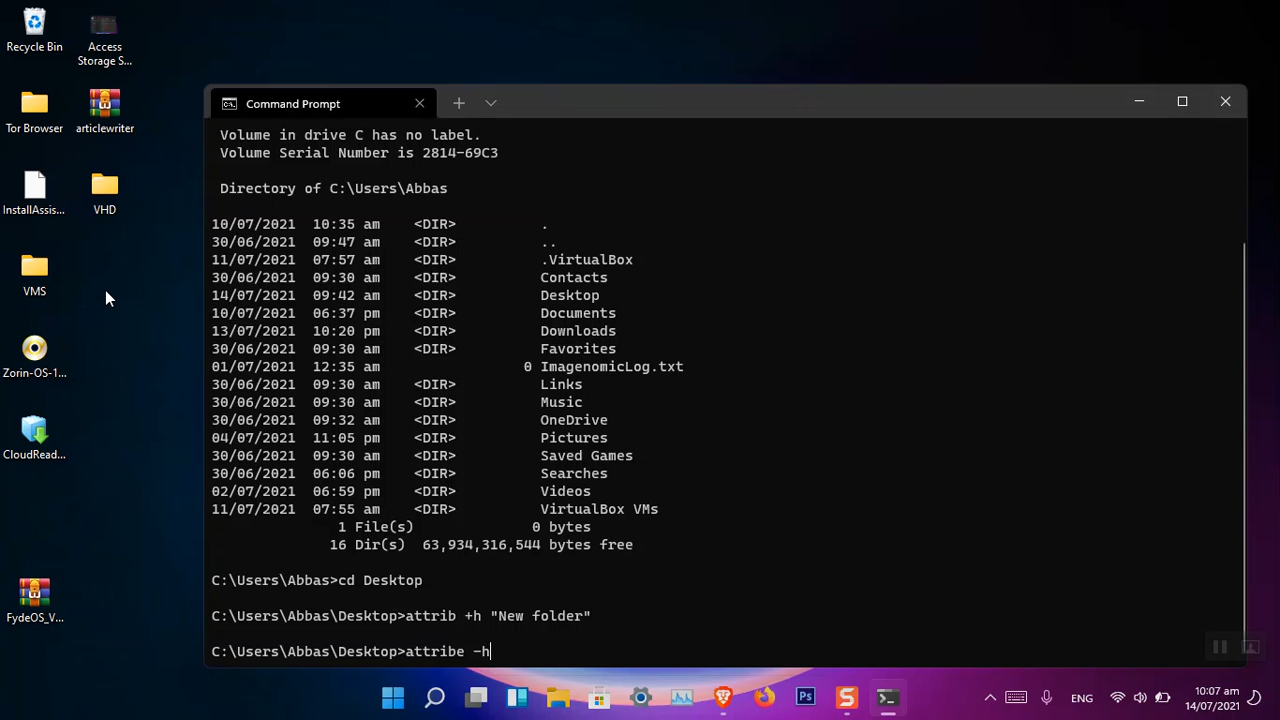 Recycle Bin
Access
Storage S...
Tor Browser
articlewriter
InstallAssis...
VHD
VMS
Zorin-OS-1...
CloudRead...
FydeOS_V...
Command Prompt
Volume in drive C has no label.
Volume Serial Number is 2814-69C3
Directory of C:\Users\Abbas
10/07/2021 10:35 am <DIR> .
30/06/2021 09:47 am <DIR> ..
11/07/2021 07:57 am <DIR> .VirtualBox
30/06/2021 09:30 am <DIR> Contacts
14/07/2021 09:42 am <DIR> Desktop
10/07/2021 06:37 pm <DIR> Documents
13/07/2021 10:20 pm <DIR> Downloads
30/06/2021 09:30 am <DIR> Favorites
01/07/2021 12:35 am 0 ImagenomicLog.txt
30/06/2021 09:30 am <DIR> Links
30/06/2021 09:30 am <DIR> Music
30/06/2021 09:32 am <DIR> OneDrive
04/07/2021 11:05 pm <DIR> Pictures
30/06/2021 09:30 am <DIR> Saved Games
30/06/2021 06:06 pm <DIR> Searches
02/07/2021 06:59 pm <DIR> Videos
11/07/2021 07:55 am <DIR> VirtualBox VMs
1 File(s) 0 bytes
16 Dir(s) 63,934,316,544 bytes free
C:\Users\Abbas>cd Desktop
C:\Users\Abbas\Desktop>attrib +h "New folder"
C:\Users\Abbas\Desktop>attribe -h
Ps
S
ENG
10:07 am
14/07/2021